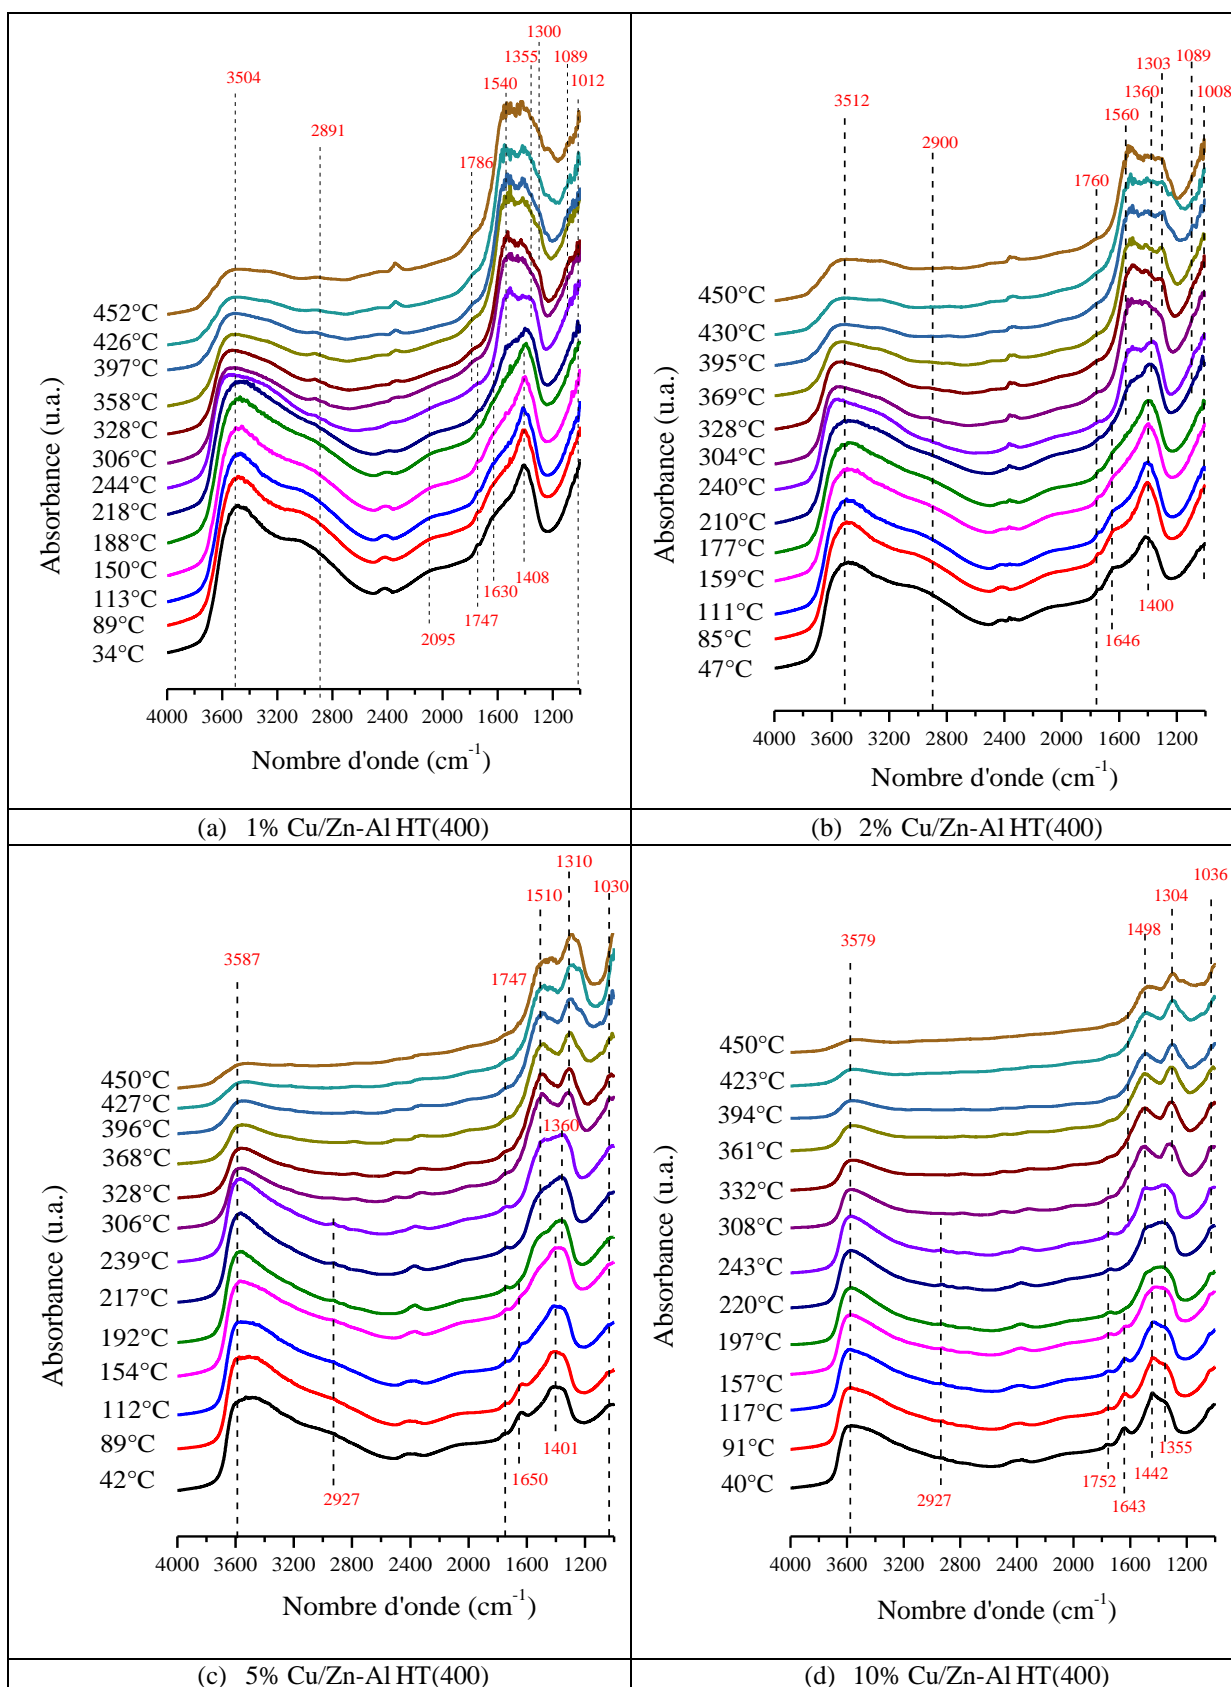 1300
1355
1089
3504
1540
1012
2891
1786
452°C
426°C
397°C
358°C
328°C
306°C
244°C
218°C
188°C
150°C
113°C
89°C
34°C
1630
1408
1747
2095
Absorbance (u.a.)
4000 3600 3200 2800 2400 2000 1600 1200
Nombre d'onde (cm-1)
(a) 1% Cu/Zn-Al HT(400)
1303
1089
1360
1008
3512
1560
2900
1760
450°C
430°C
395°C
369°C
328°C
304°C
240°C
210°C
177°C
159°C
111°C
85°C
47°C
1400
1646
Absorbance (u.a.)
4000 3600 3200 2800 2400 2000 1600 1200
Nombre d'onde (cm-1)
(b) 2% Cu/Zn-Al HT(400)
1310
1510
1030
3587
1747
450°C
427°C
396°C
368°C
1360
328°C
306°C
239°C
217°C
192°C
154°C
112°C
89°C
42°C
1401
1650
2927
Absorbance (u.a.)
4000 3600 3200 2800 2400 2000 1600 1200
Nombre d'onde (cm-1)
(c) 5% Cu/Zn-Al HT(400)
1036
1304
1498
3579
450°C
423°C
394°C
361°C
332°C
308°C
243°C
220°C
197°C
157°C
117°C
91°C
40°C
1355
1442
1752
1643
2927
Absorbance (u.a.)
4000 3600 3200 2800 2400 2000 1600 1200
Nombre d'onde (cm-1)
(d) 10% Cu/Zn-Al HT(400)